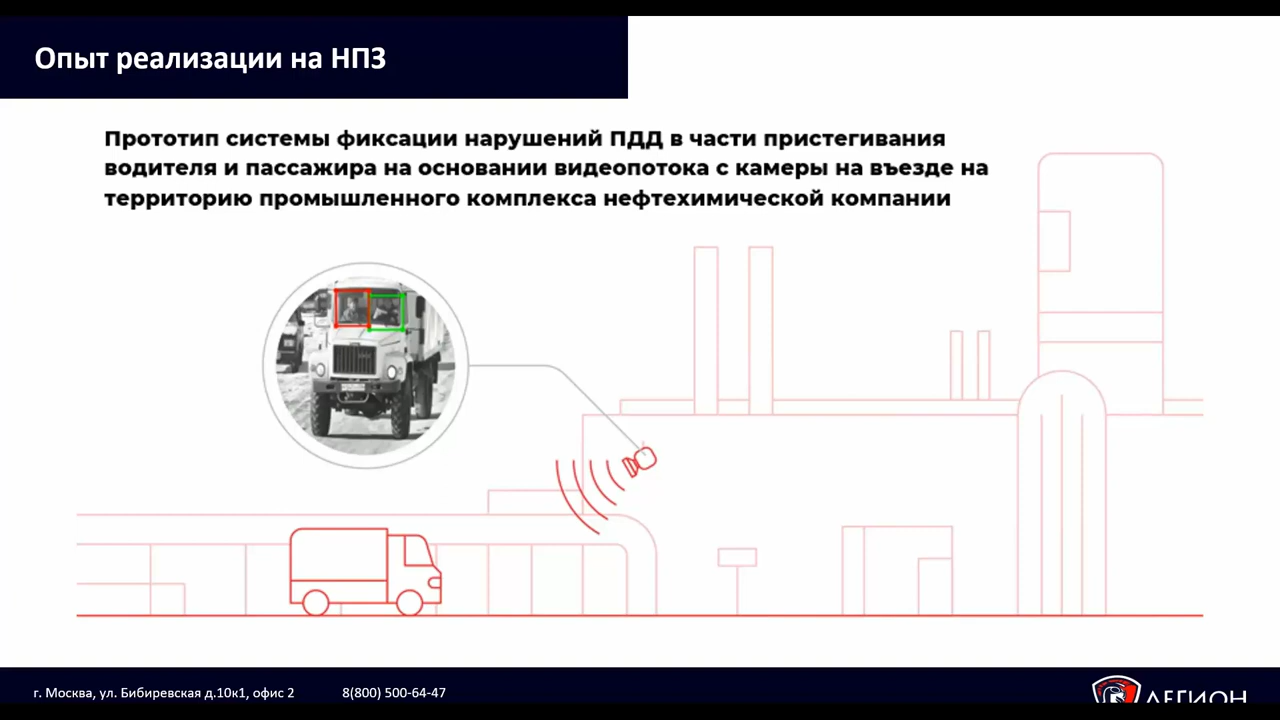 Опыт реализации на НПЗ
Прототип системы фиксации нарушений ПДД в части пристегивания
водителя и пассажира на основании видеопотока с камеры на въезде на
территорию промышленного комплекса нефтехимической компании
г. Москва, ул. Бибиревская д.10к1, офис 2
8(800) 500-64-47
ЛЕГИОН